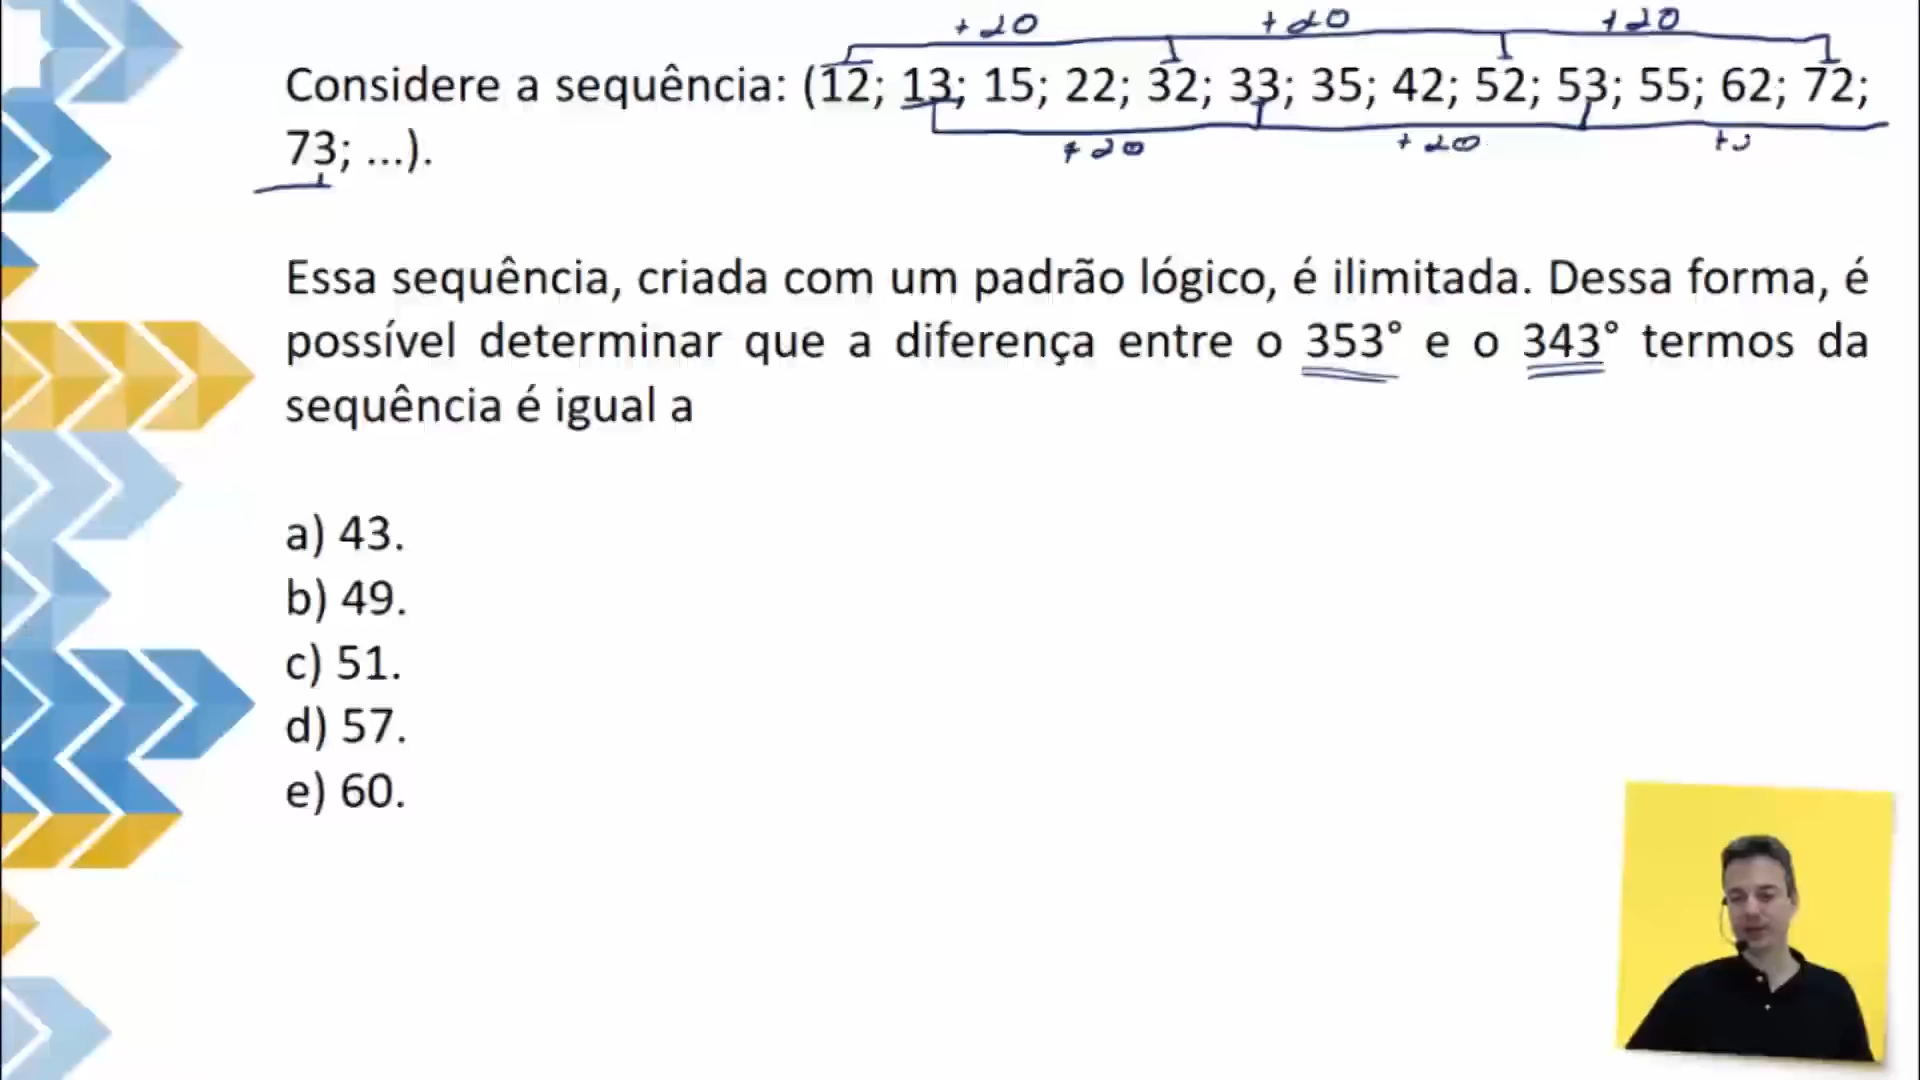 +20 +20 +20
Considere a sequência: (12; 13; 15; 22; 32; 33; 35; 42; 52; 53; 55; 62; 72;
73; ...).
+20 +20
Essa sequência, criada com um padrão lógico, é ilimitada. Dessa forma, é
possível determinar que a diferença entre o 353° e o 343° termos da
sequência é igual a
a) 43.
b) 49.
c) 51.
d) 57.
e) 60.